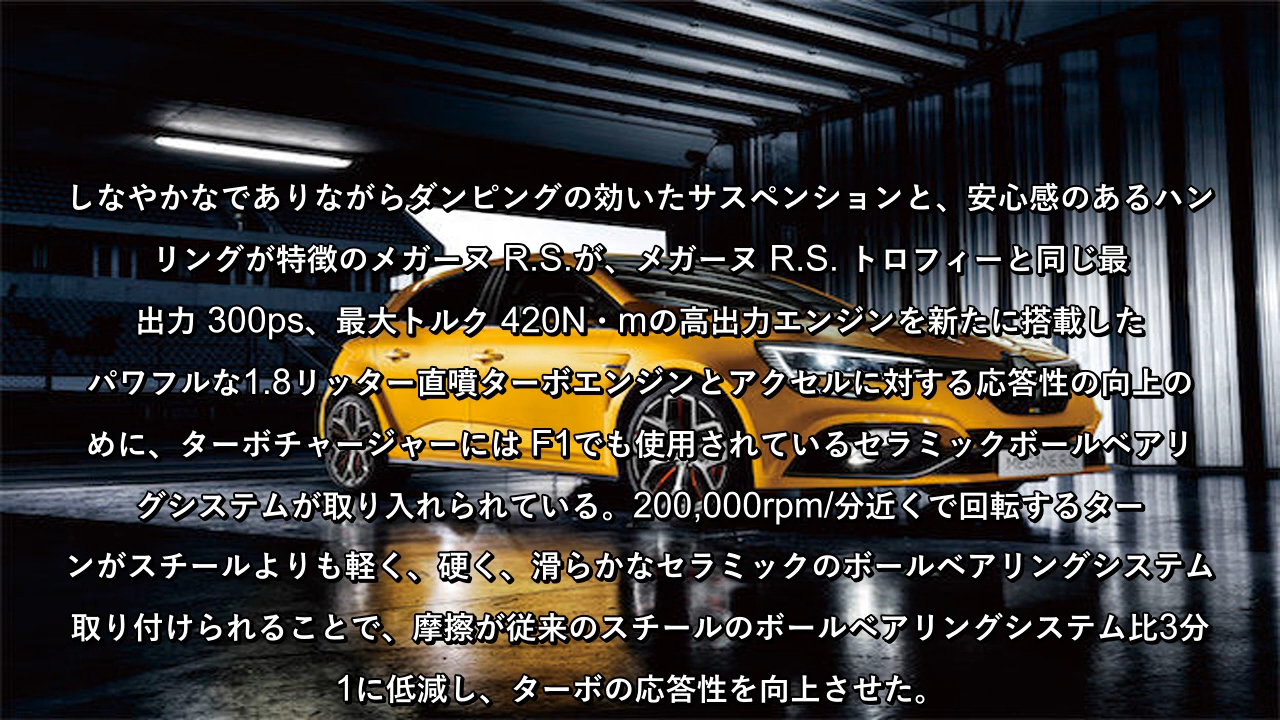 しなやかなでありながらダンピングの効いたサスペンションと、安心感のあるハン
リングが特徴のメガーヌ R.S.が、メガーヌ R.S. トロフィーと同じ最
出力 300ps、最大トルク 420N・mの高出力エンジンを新たに搭載した
パワフルな1.8リッター直噴ターボエンジンとアクセルに対する応答性の向上の
めに、ターボチャージャーには F1でも使用されているセラミックボールベアリ
グシステムが取り入れられている。200,000rpm/分近くで回転するター
ンがスチールよりも軽く、硬く、滑らかなセラミックのボールベアリングシステム
取り付けられることで、摩擦が従来のスチールのボールベアリングシステム比3分
1に低減し、ターボの応答性を向上させた。